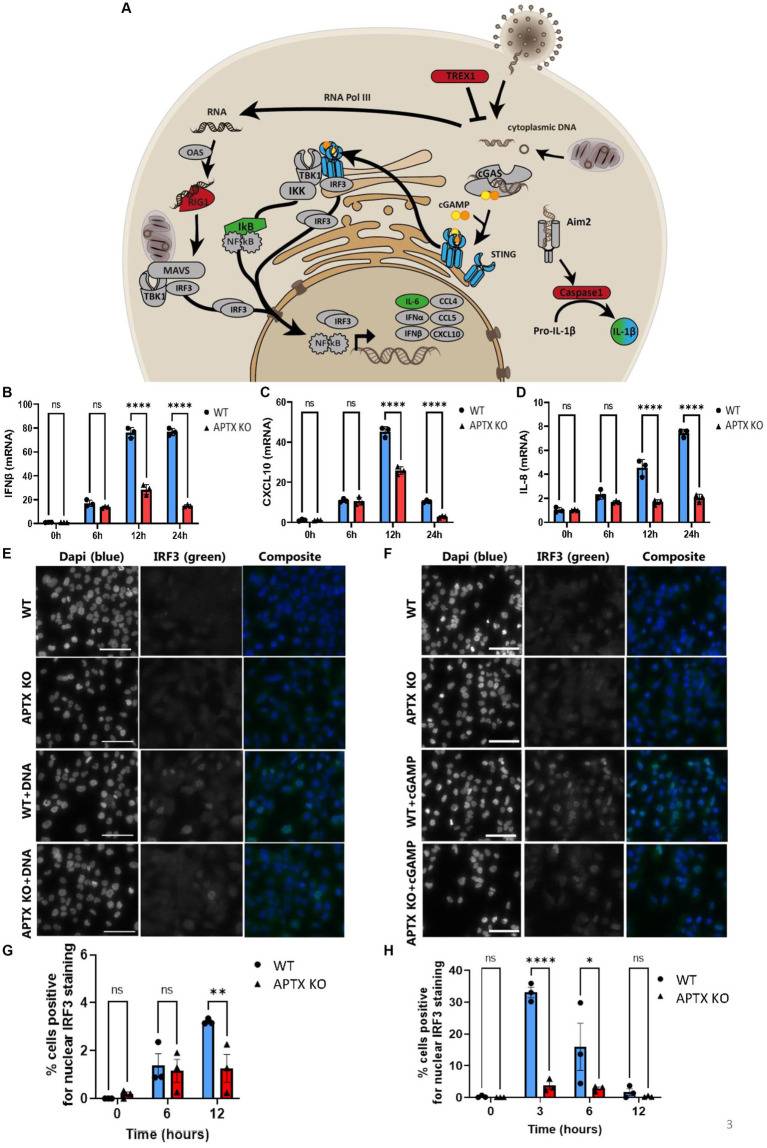 A
TREX1
RNA Pol III
RNA
cytoplasmic DNA
OAS
TBK1
IRF3
cGAS
RIG1
IKK
cGAMP
Aim2
IkB
IRF3
NF kB
STING
MAVS
TBK1
IRF3
Caspase1
IL-6
CCL4
IRF3
IRF3
IFNα
CCL5
Pro-IL-1β
IL-1β
NF kB
IFNβ
CXCL10
B
ns
ns
****
****
WT
APTX KO
IFNβ (mRNA)
100
80
60
40
20
0
0h
6h
12h
24h
C
ns
ns
****
****
WT
APTX KO
CXCL10 (mRNA)
60
40
20
0
0h
6h
12h
24h
D
ns
ns
****
****
WT
APTX KO
IL-8 (mRNA)
10
8
6
4
2
0
0h
6h
12h
24h
E
Dapi (blue)
IRF3 (green)
Composite
WT
APTX KO
WT+DNA
APTX KO+DNA
F
Dapi (blue)
IRF3 (green)
Composite
WT
APTX KO
WT+cGAMP
APTX KO+cGAMP
G
% cells positive
for nuclear IRF3 staining
6
4
2
0
ns
ns
**
WT
APTX KO
0
6
12
Time (hours)
H
% cells positive
for nuclear IRF3 staining
40
30
20
10
0
ns
****
*
ns
WT
APTX KO
0
3
6
12
Time (hours)
3